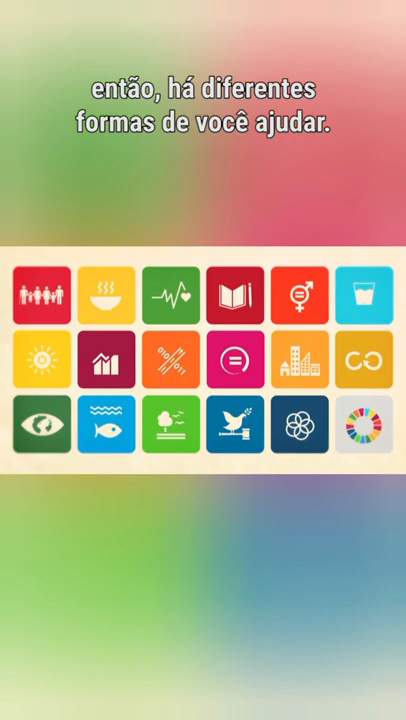 então, há diferentes
formas de você ajudar.